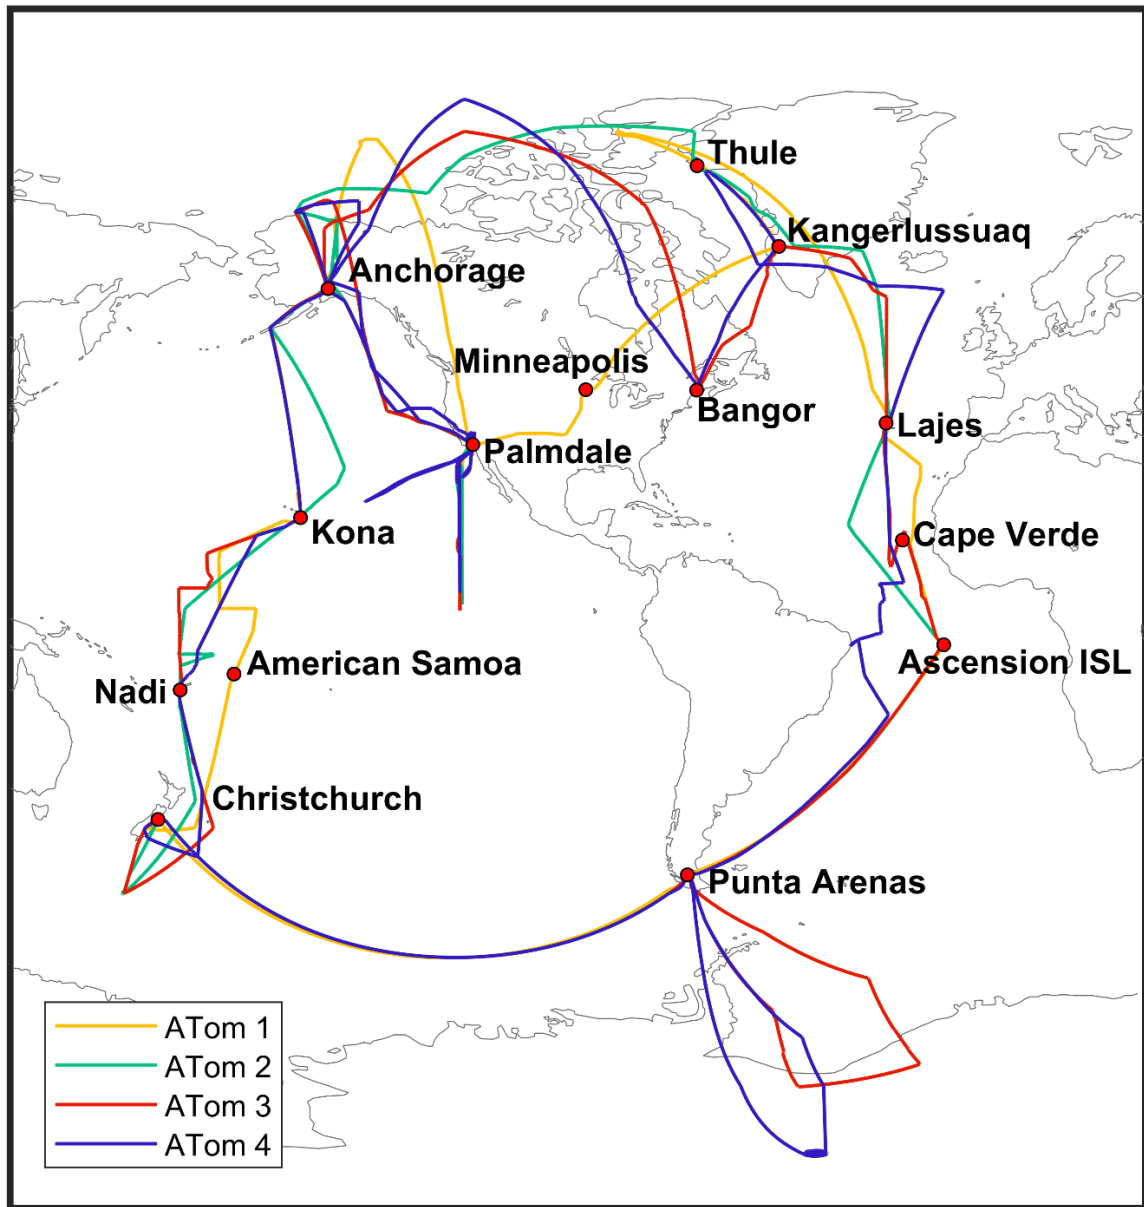 Thule
Kangerlussuaq
Anchorage
Minneapolis
Bangor
Lajes
Palmdale
Kona
Cape Verde
American Samoa
Ascension ISL
Nadi
Christchurch
Punta Arenas
ATom 1
ATom 2
ATom 3
ATom 4